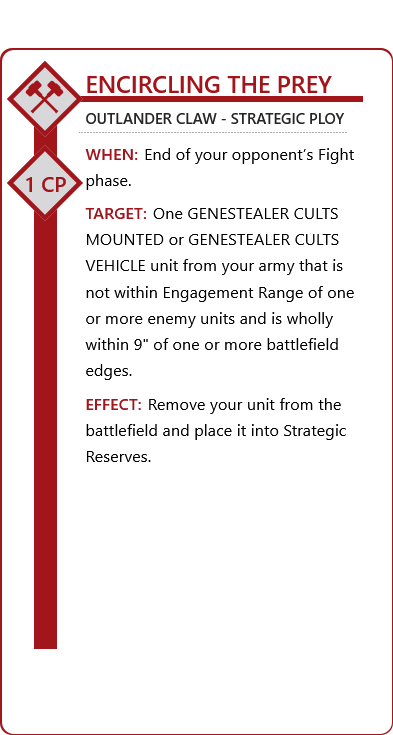 ENCIRCLING THE PREY
OUTLANDER CLAW - STRATEGIC PLOY
WHEN: End of your opponent’s Fight
phase.
1 CP
TARGET: One GENESTEALER CULTS
MOUNTED or GENESTEALER CULTS
VEHICLE unit from your army that is
not within Engagement Range of one
or more enemy units and is wholly
within 9" of one or more battlefield
edges.
EFFECT: Remove your unit from the
battlefield and place it into Strategic
Reserves.